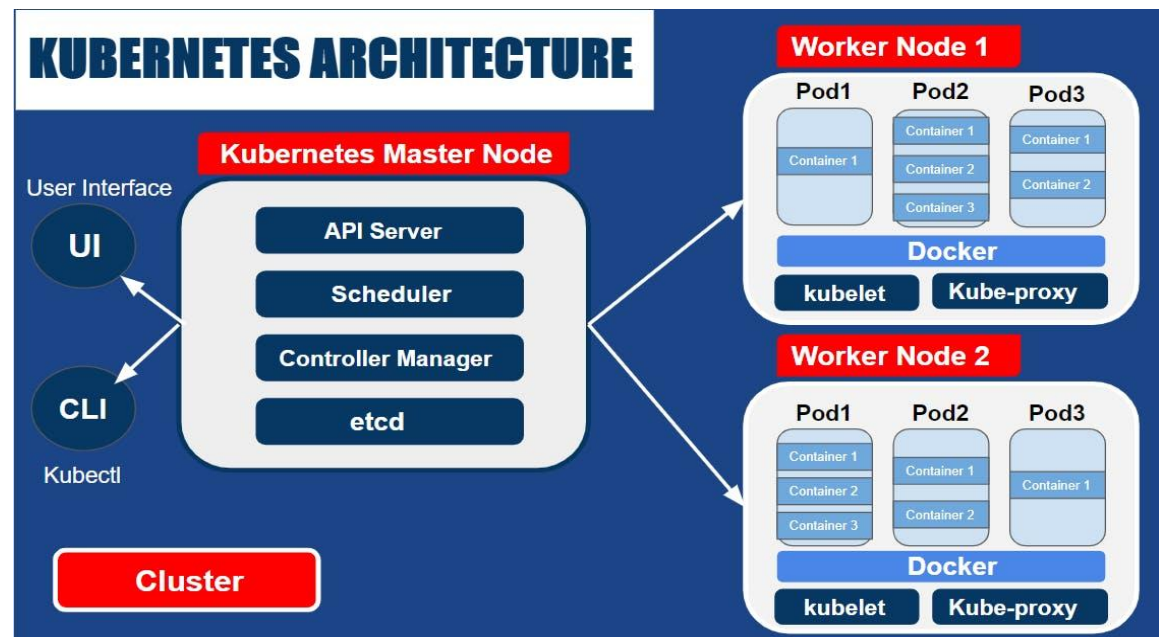 KUBERNETES ARCHITECTURE
Kubernetes Master Node
User Interface
UI
CLI
Kubectl
API Server
Scheduler
Controller Manager
etcd
Cluster
Worker Node 1
Pod1
Pod2
Pod3
Container 1
Container 1
Container 2
Container 3
Container 1
Container 2
Docker
kubelet
Kube-proxy
Worker Node 2
Pod1
Pod2
Pod3
Container 1
Container 2
Container 3
Container 1
Container 2
Container 1
Docker
kubelet
Kube-proxy